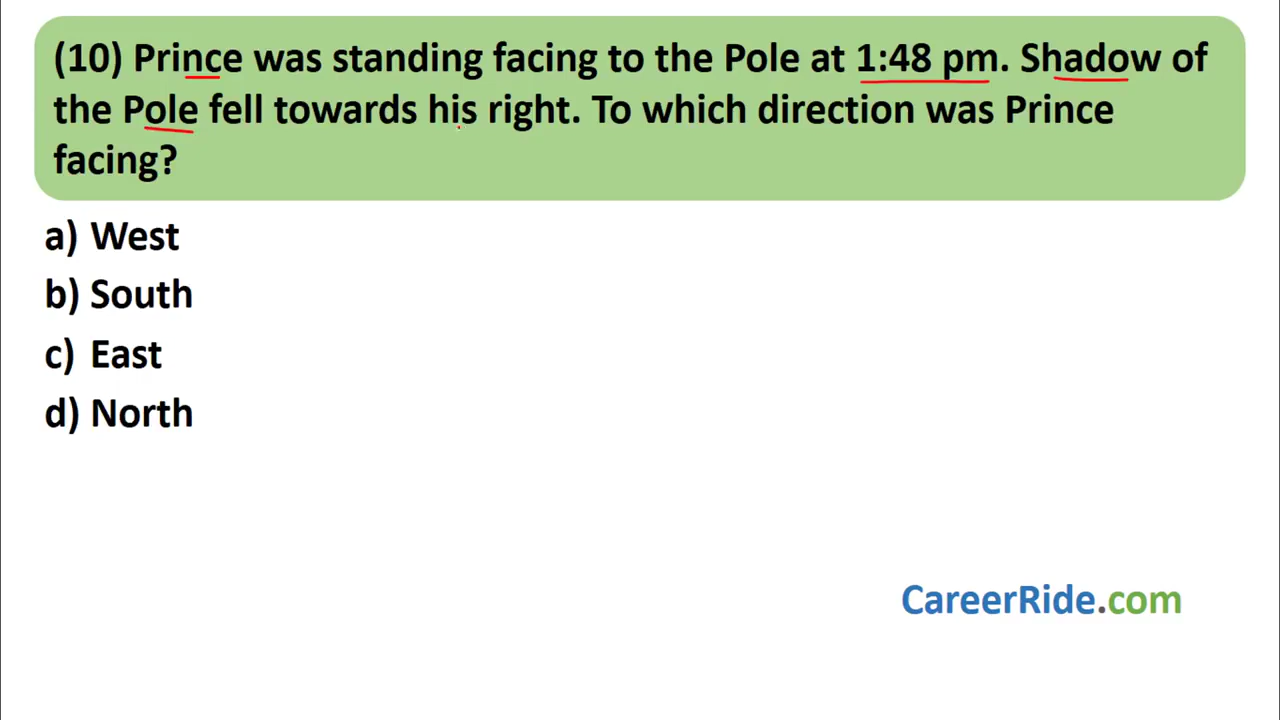 (10) Prince was standing facing to the Pole at 1:48 pm. Shadow of
the Pole fell towards his right. To which direction was Prince
facing?
a) West
b) South
c) East
d) North
CareerRide.com